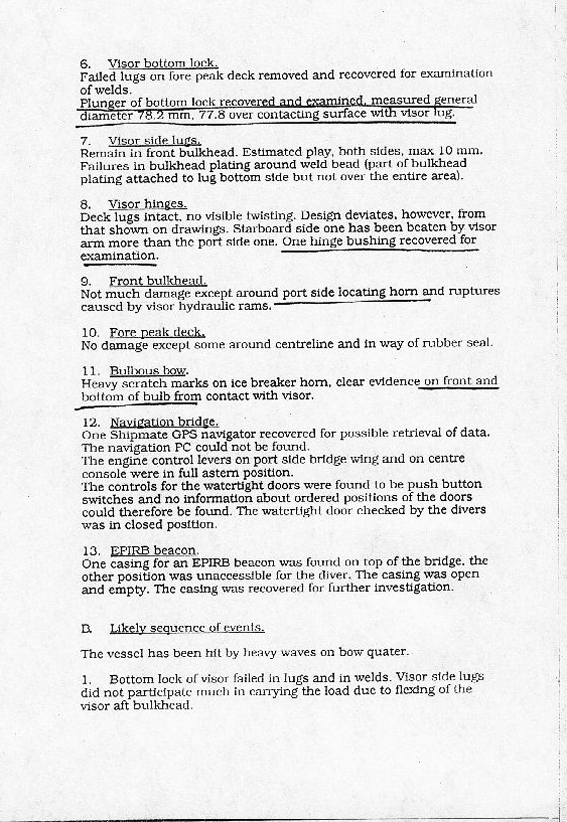 6. Visor bottom lock.
Failed lugs on fore peak deck removed and recovered for examination
of welds.
Plunger of bottom lock recovered and examined, measured general
diameter 78.2 mm, 77.8 over contacting surface with visor lug.
7. Visor side lugs.
Remain in front bulkhead. Estimated play, both sides, max 10 mm.
Failures in bulkhead plating around weld bead (part of bulkhead
plating attached to lug bottom side but not over the entire area).
8. Visor hinges.
Deck lugs intact, no visible twisting. Design deviates, however, from
that shown on drawings. Starboard side one has been beaten by visor
arm more than the port side one. One hinge bushing recovered for
examination.
9. Front bulkhead.
Not much damage except around port side locating horn and ruptures
caused by visor hydraulic rams.
10. Fore peak deck.
No damage except some around centreline and in way of rubber seal.
11. Bulbous bow.
Heavy scratch marks on ice breaker horn, clear evidence on front and
bottom of bulb from contact with visor.
12. Navigation bridge.
One Shipmate GPS navigator recovered for possible retrieval of data.
The navigation PC could not be found.
The engine control levers on port side bridge wing and on centre
console were in full astern position.
The controls for the watertight doors were found to be push button
switches and no information about ordered positions of the doors
could therefore be found. The watertight door checked by the divers
was in closed position.
13. EPIRB beacon.
One casing for an EPIRB beacon was found on top of the bridge, the
other position was unaccessible for the diver. The casing was open
and empty. The casing was recovered for further investigation.
B. Likely sequence of events.
The vessel has been hit by heavy waves on bow quater.
1. Bottom lock of visor failed in lugs and in welds. Visor side lugs
did not participate much in carrying the load due to flexing of the
visor aft bulkhead.